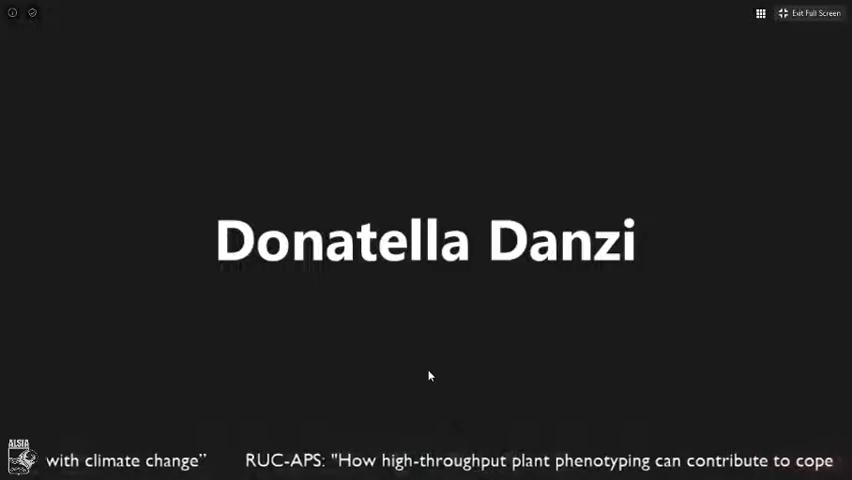 Exit Full Screen
Donatella Danzi
ALSIA
with climate change” RUC-APS: "How high-throughput plant phenotyping can contribute to cope